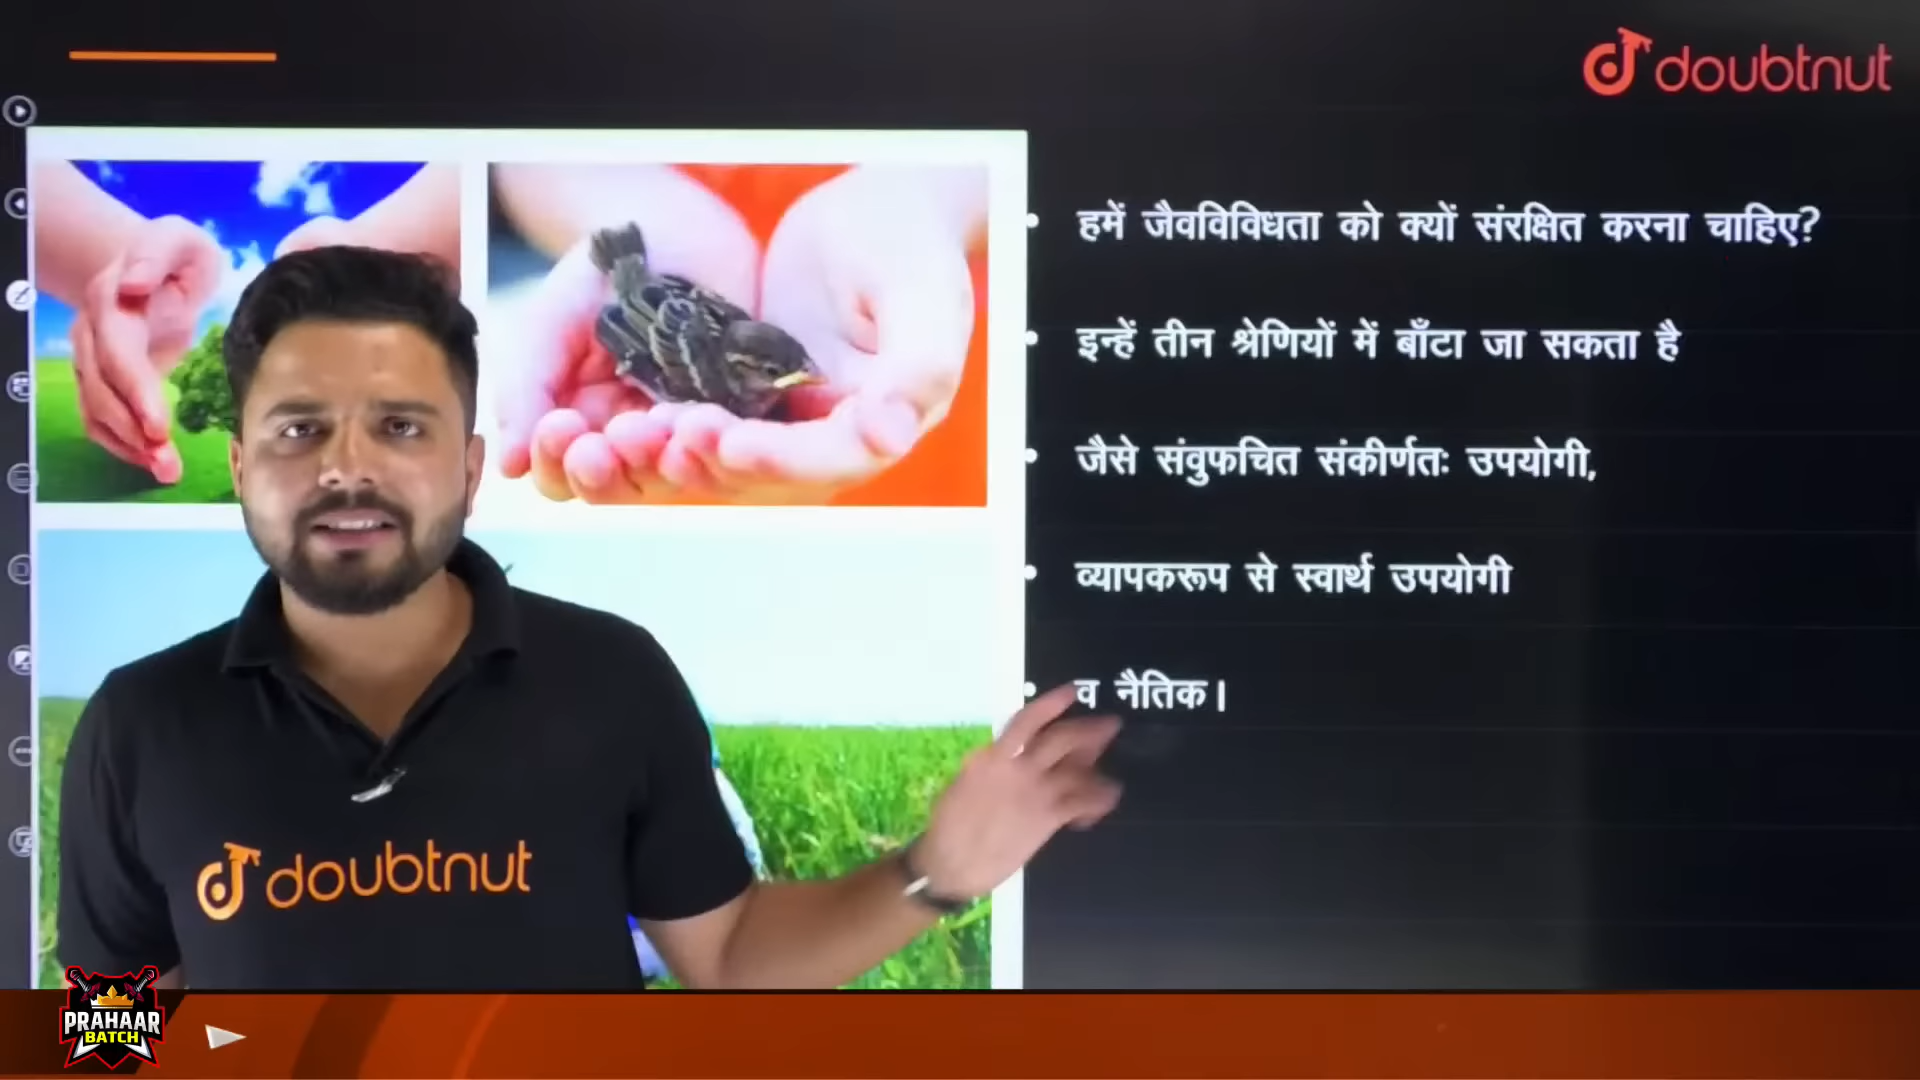 doubtnut
हमें जैवविविधता को क्यों संरक्षित करना चाहिए?
इन्हें तीन श्रेणियों में बाँटा जा सकता है
जैसे संवुफचित संकीर्णतः उपयोगी,
व्यापकरूप से स्वार्थ उपयोगी
व नैतिक।
doubtnut
PRAHAAR
BATCH